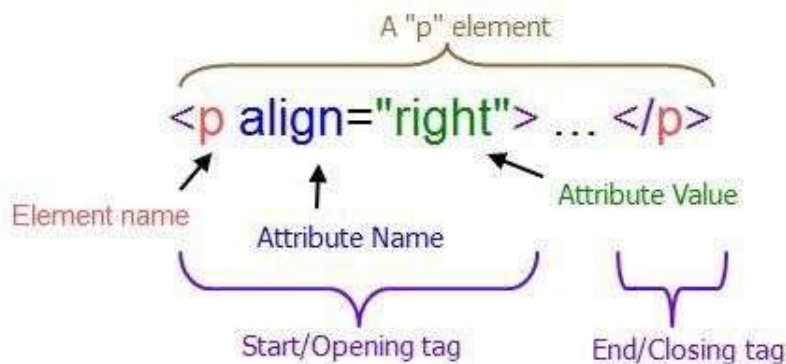 A "p" element
<p align="right"> ... </p>
Element name
Attribute Name
Attribute Value
Start/Opening tag
End/Closing tag